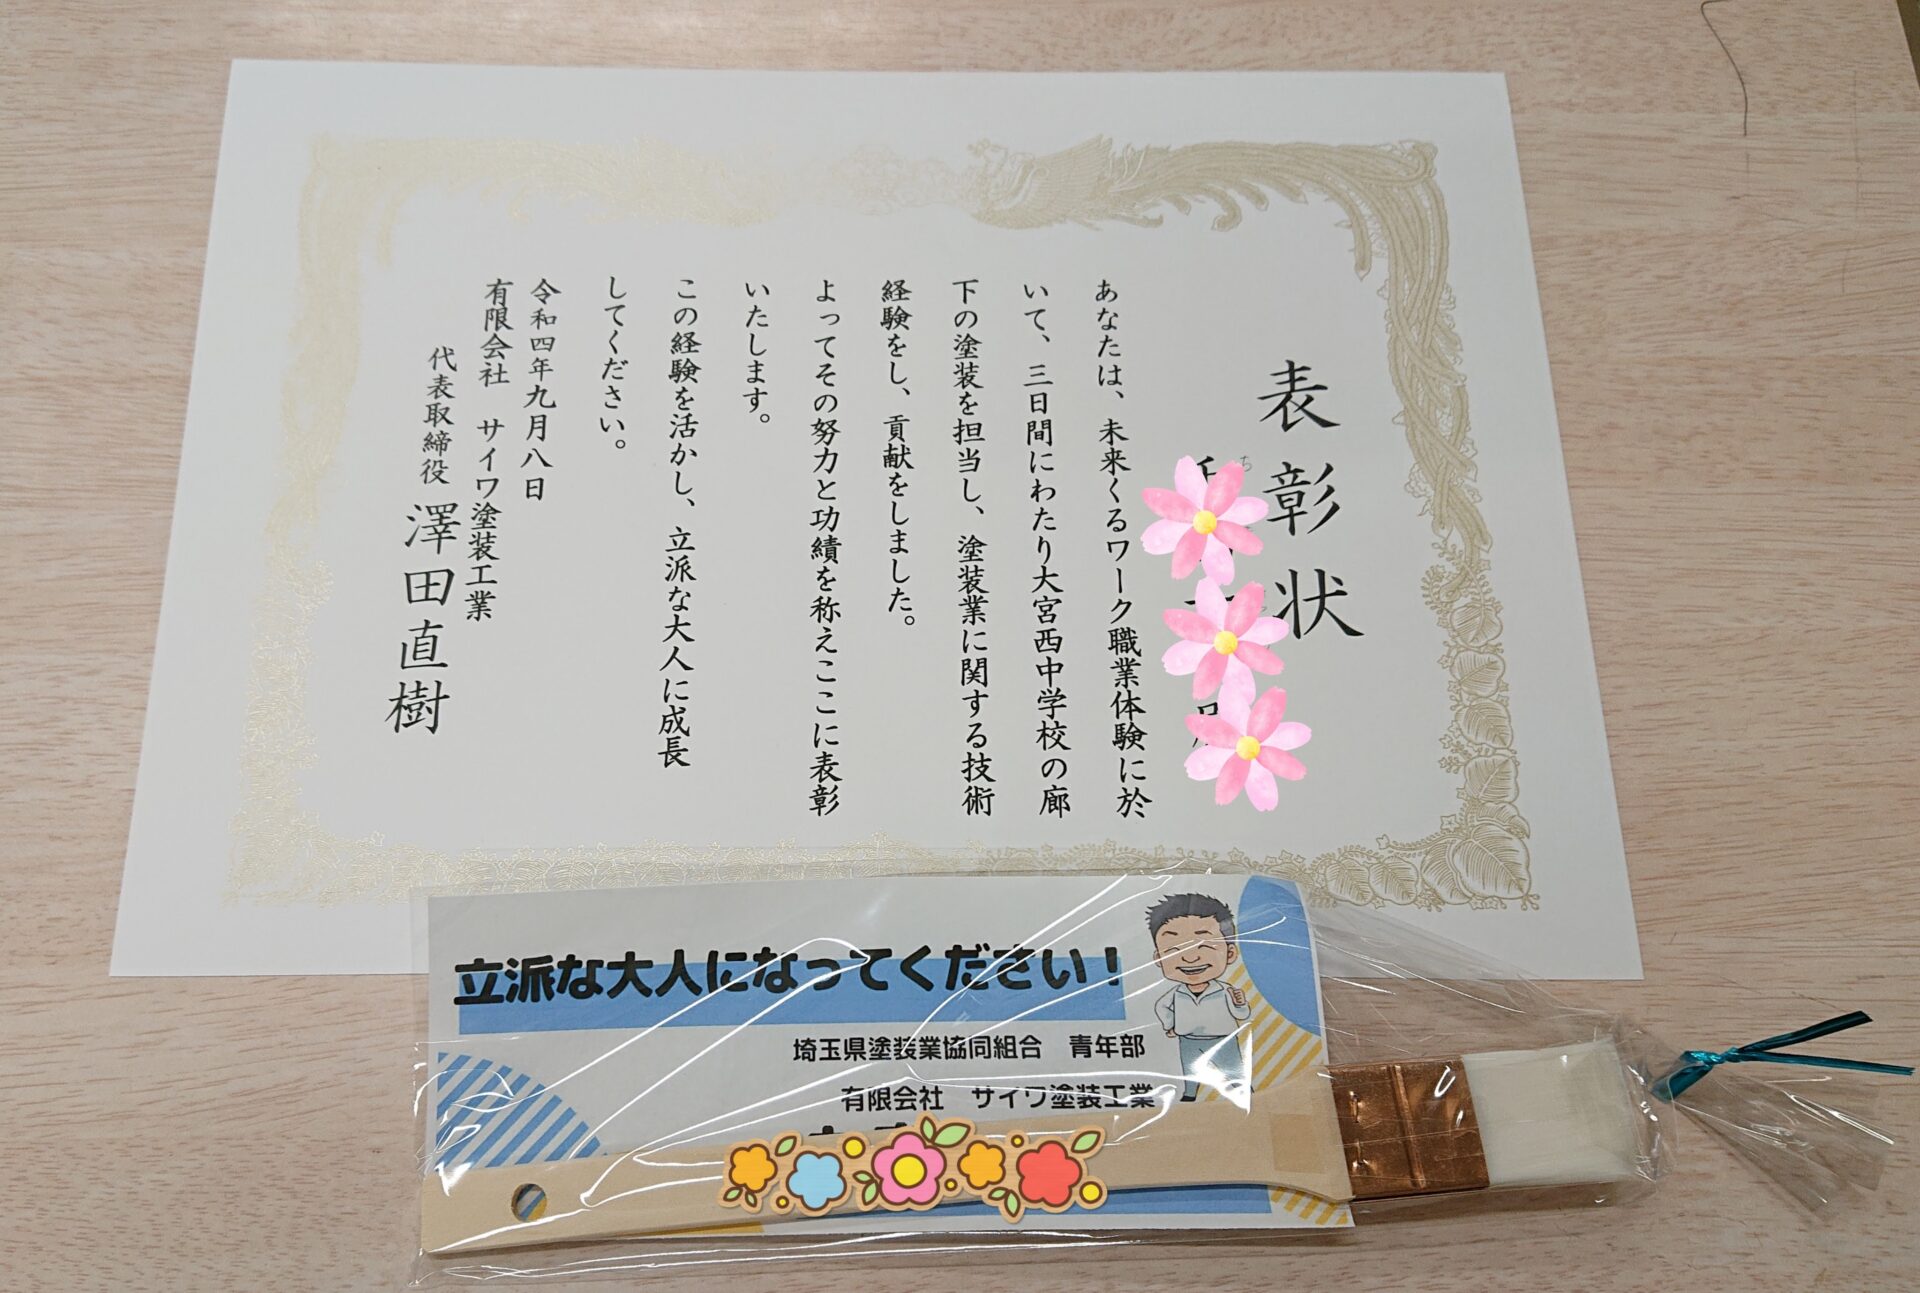 表彰状
あなたは、未来くるワーク職業体験に於
いて、三日間にわたり大宮西中学校の廊
下の塗装を担当し、塗装業に関する技術
経験をし、貢献をしました。
よってその努力と功績を称えここに表彰
いたします。
この経験を活かし、立派な大人に成長
してください。
令和四年九月八日
有限会社 サイワ塗装工業
代表取締役 澤田直樹
立派な大人になってください！
埼玉県塗装業協同組合 青年部
有限会社 サイワ塗装工業